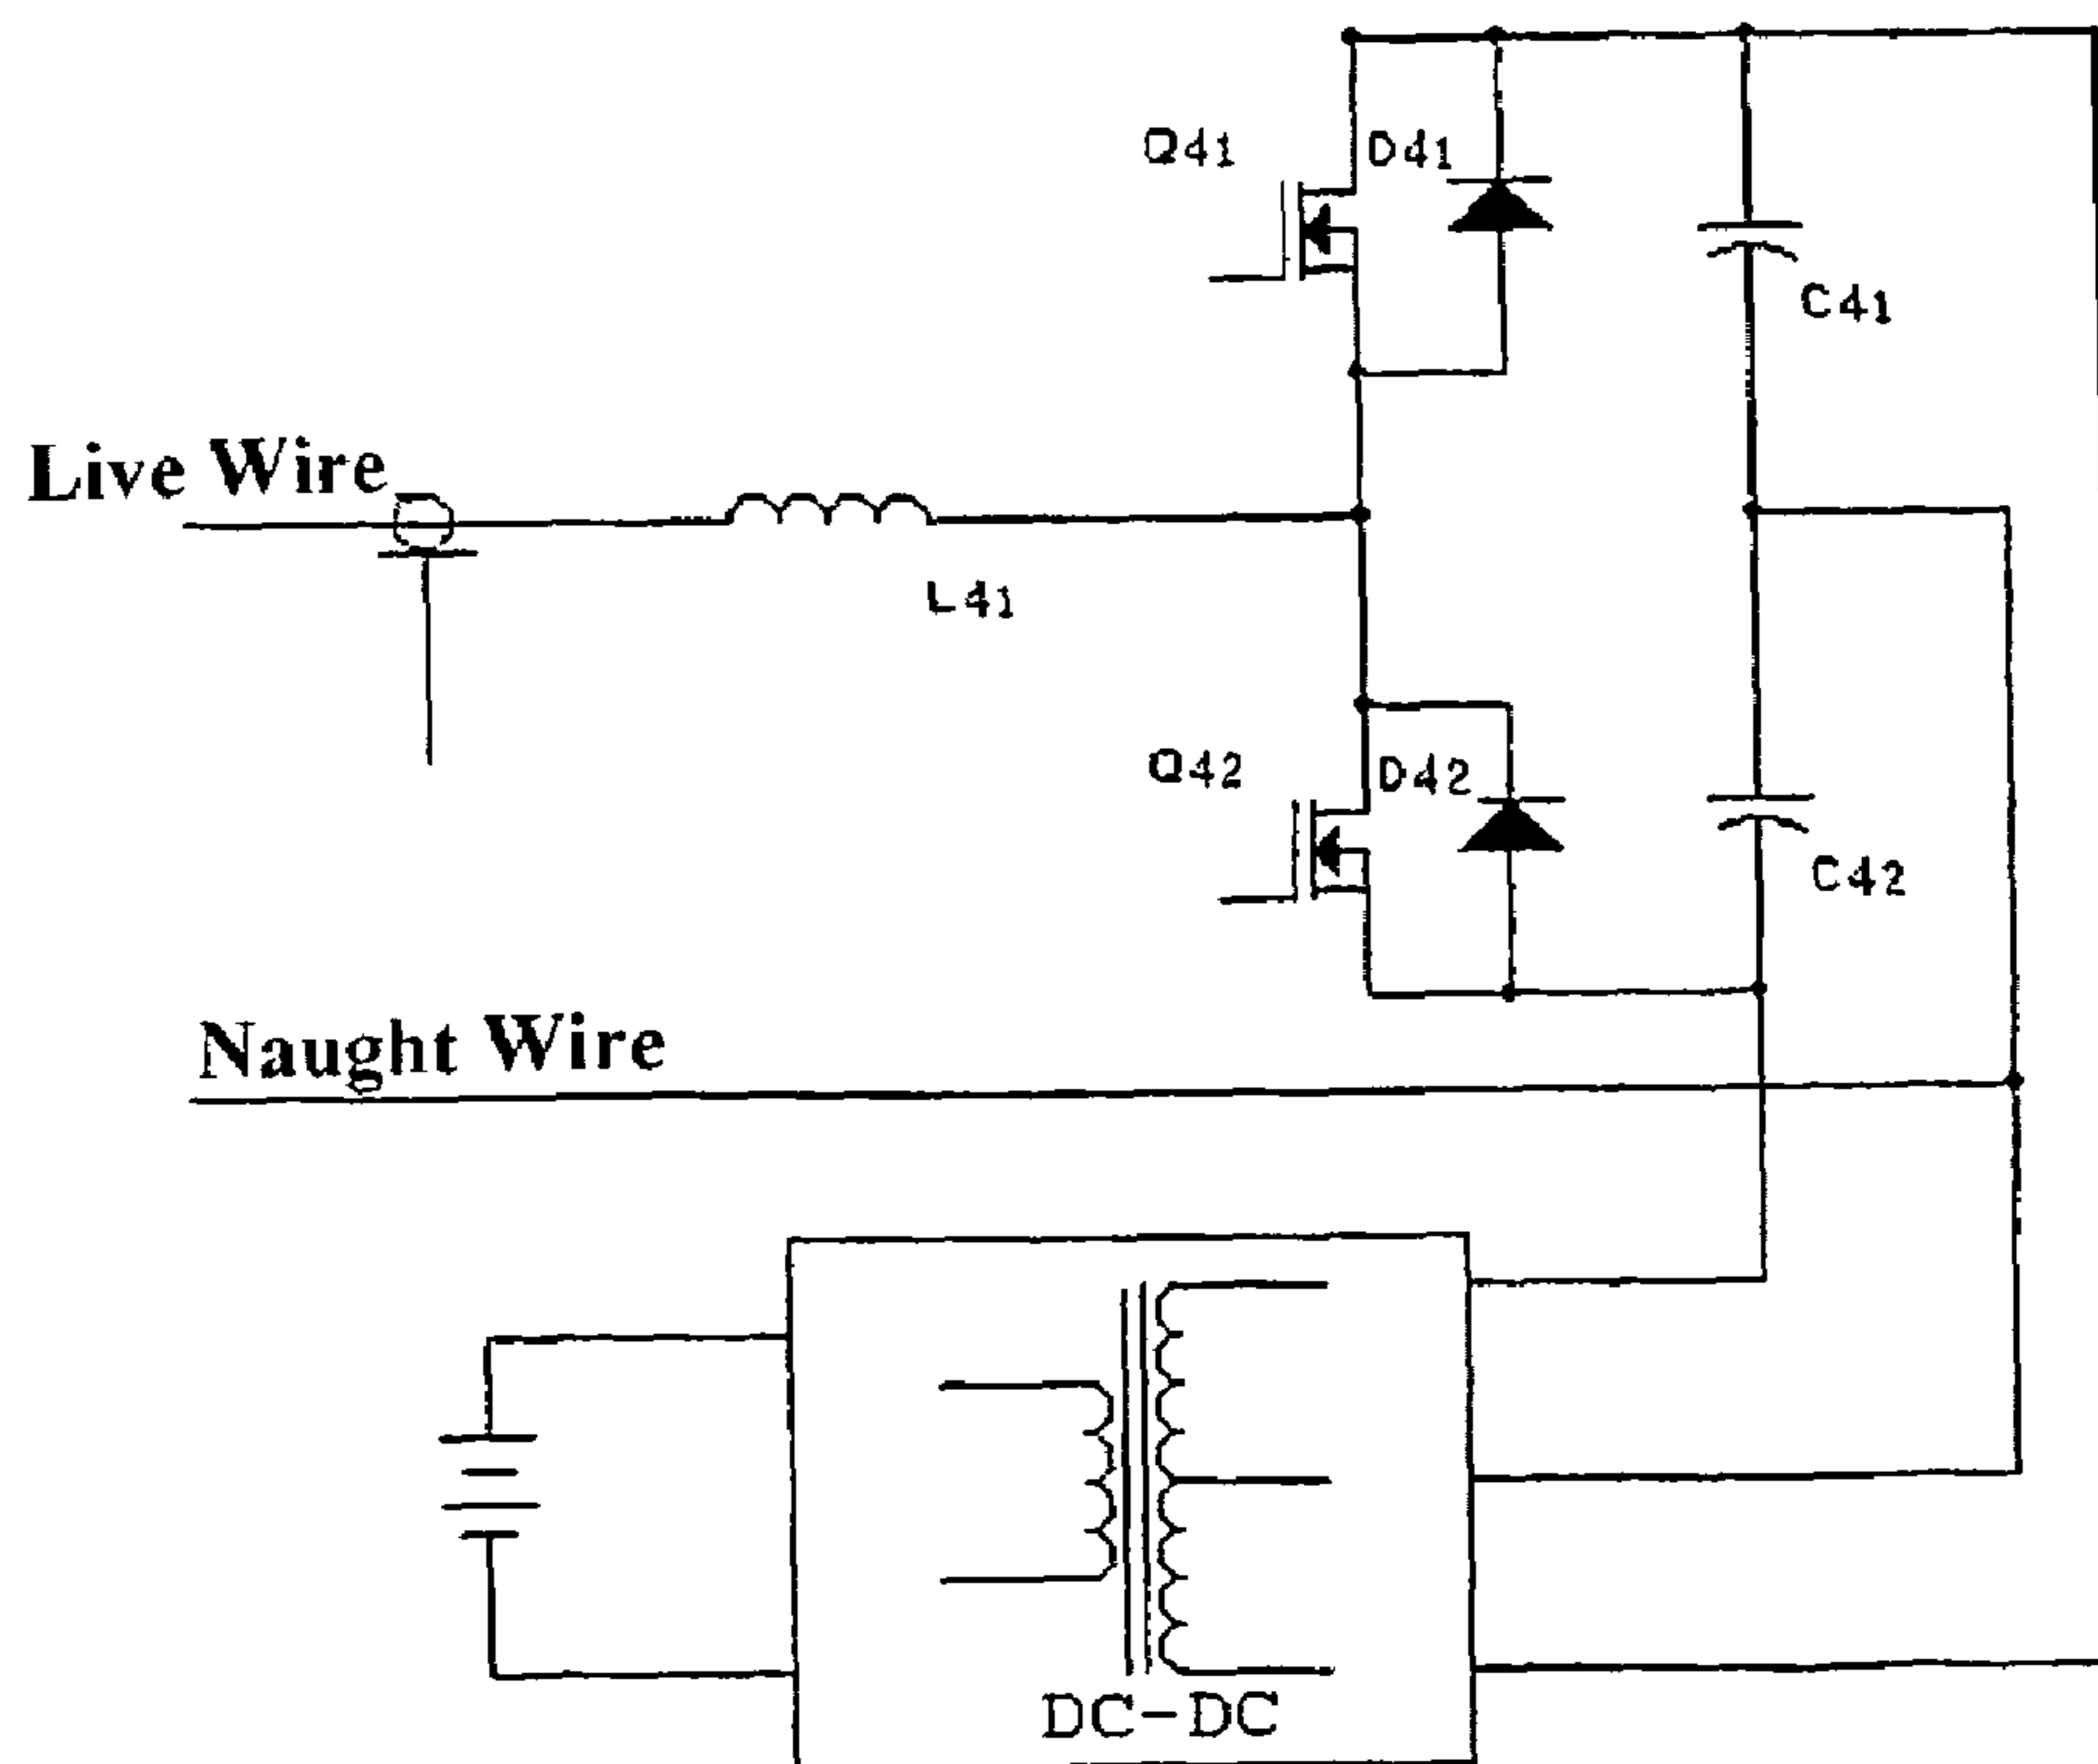 Q41
D41
C41
Live Wire
L41
Q42
D42
C42
Naught Wire
DC-DC